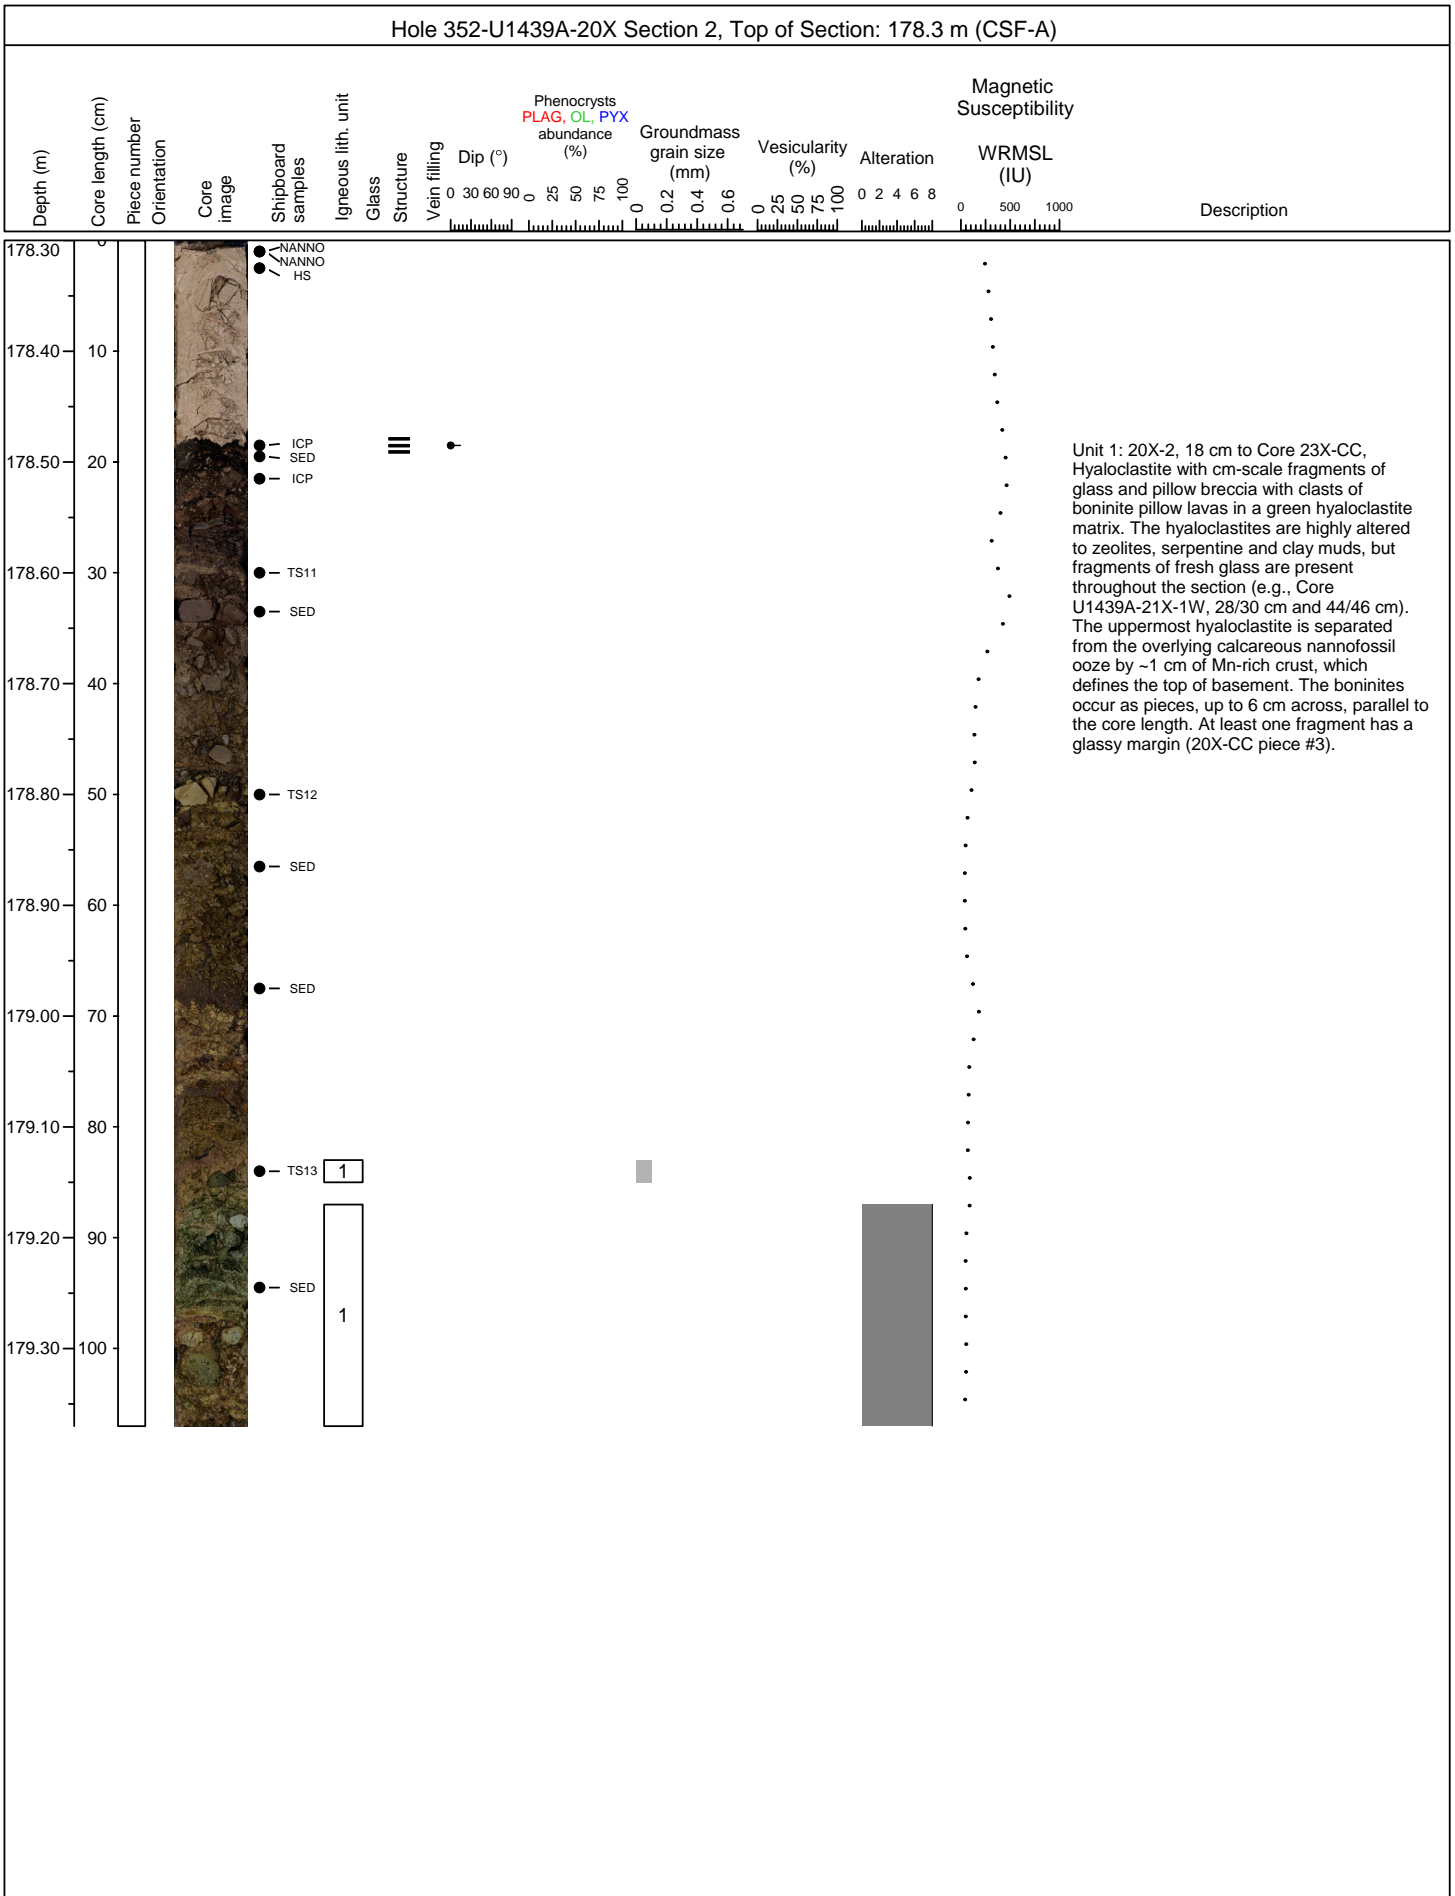 Hole 352-U1439A-20X Section 2, Top of Section: 178.3 m (CSF-A)
Depth (m)
Core length (cm)
Piece number
Orientation
Core
image
Shipboard
samples
Igneous lith. unit
Glass
Structure
Vein filling
Dip (°)
0 30 60 90
Phenocrysts
PLAG, OL, PYX
abundance
(%)
0 25 50 75 100
Groundmass
grain size
(mm)
0 0.2 0.4 0.6
Vesicularity
(%)
0 25 50 75 100
Alteration
0 2 4 6 8
Magnetic
Susceptibility
WRMSL
(IU)
0 500 1000
Description
178.30 0
NANNO
NANNO
HS
178.40 10
ICP
178.50 20 SED
ICP
178.60 30 TS11
SED
178.70 40
178.80 50 TS12
SED
178.90 60
SED
179.00 70
179.10 80
TS13 1
179.20 90
SED
1
179.30 100
Unit 1: 20X-2, 18 cm to Core 23X-CC,
Hyaloclastite with cm-scale fragments of
glass and pillow breccia with clasts of
boninite pillow lavas in a green hyaloclastite
matrix. The hyaloclastites are highly altered
to zeolites, serpentine and clay muds, but
fragments of fresh glass are present
throughout the section (e.g., Core
U1439A-21X-1W, 28/30 cm and 44/46 cm).
The uppermost hyaloclastite is separated
from the overlying calcareous nannofossil
ooze by ~1 cm of Mn-rich crust, which
defines the top of basement. The boninites
occur as pieces, up to 6 cm across, parallel to
the core length. At least one fragment has a
glassy margin (20X-CC piece #3).